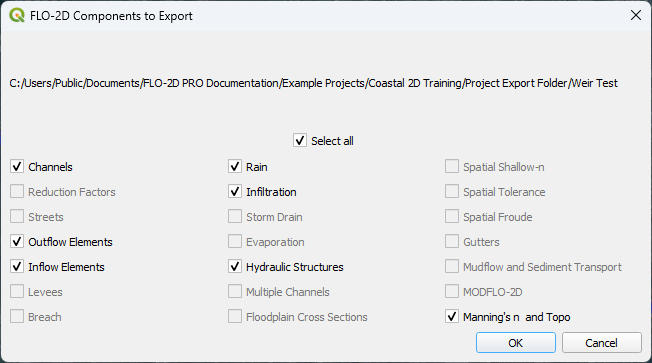 FLO-2D Components to Export
C:/Users/Public/Documents/FLO-2D PRO Documentation/Example Projects/Coastal 2D Training/Project Export Folder/Weir Test
Select all
Channels Rain Spatial Shallow-n
Reduction Factors Infiltration Spatial Tolerance
Streets Storm Drain Spatial Froude
Outflow Elements Evaporation Gutters
Inflow Elements Hydraulic Structures Mudflow and Sediment Transport
Levees Multiple Channels MODFLO-2D
Breach Floodplain Cross Sections Manning's n and Topo
OK Cancel